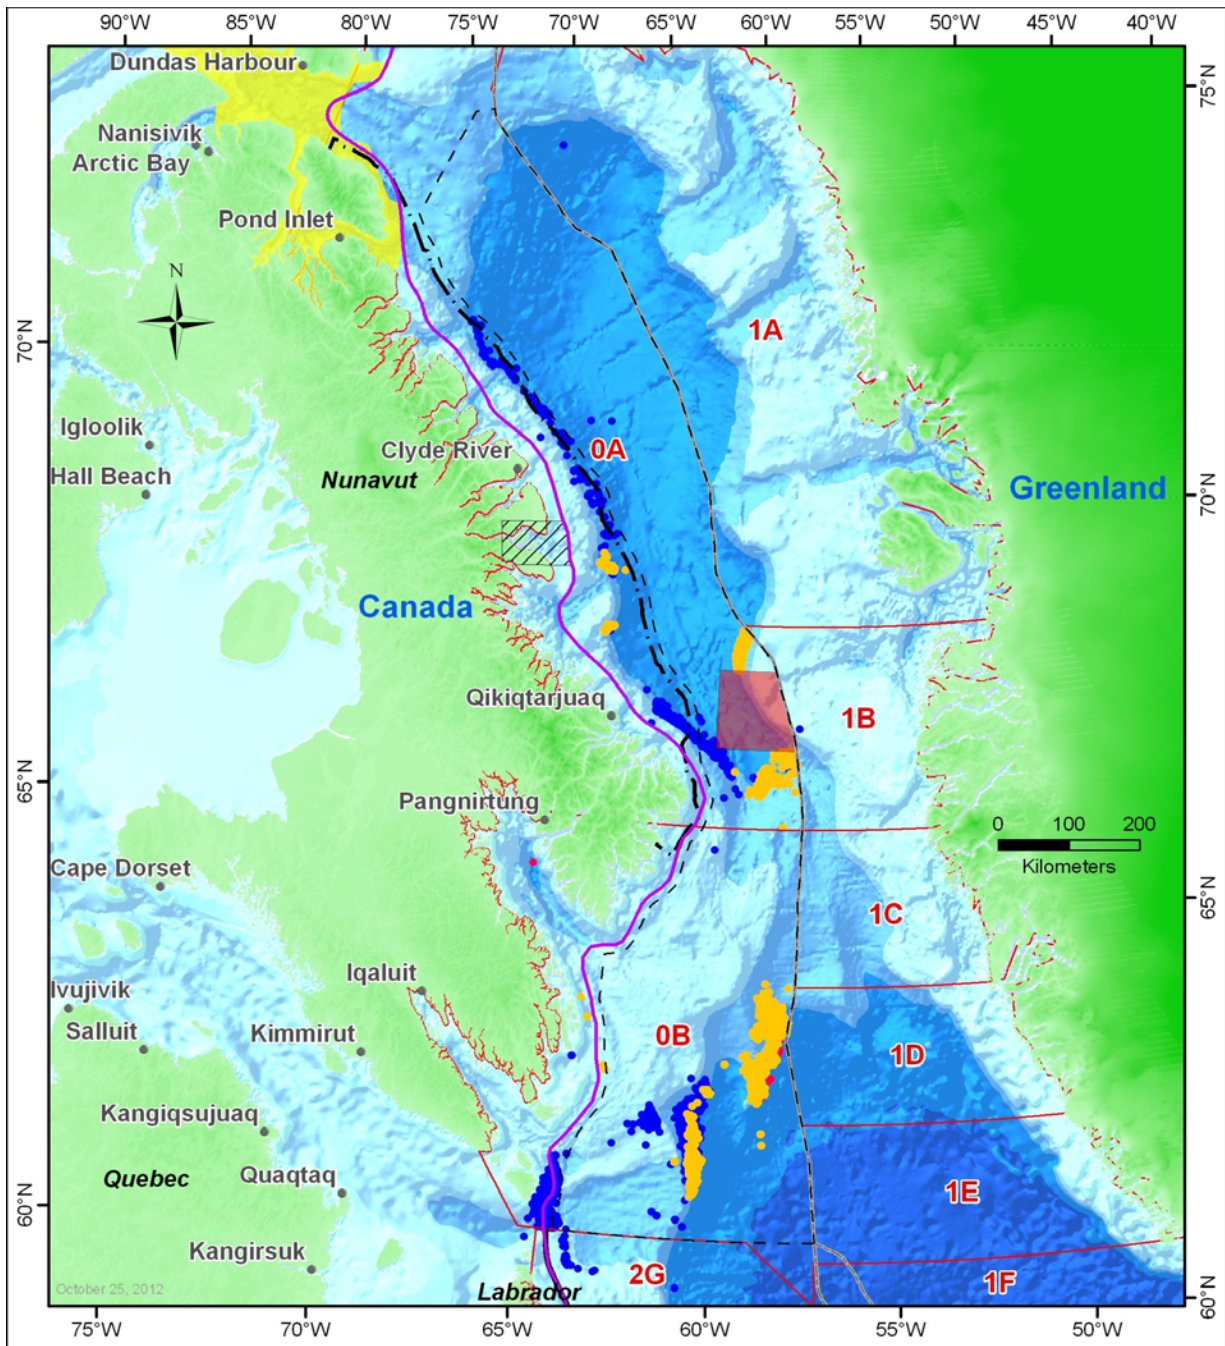 90°W 85°W 80°W 75°W 70°W 65°W 60°W 55°W 50°W 45°W 40°W
Dundas Harbour
75°N
Nanisivik
Arctic Bay
Pond Inlet
N
70°N
1A
Igloolik
Clyde River
0A
Hall Beach
Nunavut
Greenland
70°N
Canada
Qikiqtarjuaq
1B
65°N
Pangnirtung
0 100 200
Kilometers
Cape Dorset
65°N
1C
Iqaluit
Ivujivik
Salluit
Kimmirut
0B
1D
Kangiqsujuaq
Quebec
Quaqtaq
1E
60°N
Kangirsuk
2G
1F
October 25, 2012
Labrador
60°N
75°W 70°W 65°W 60°W 55°W 50°W